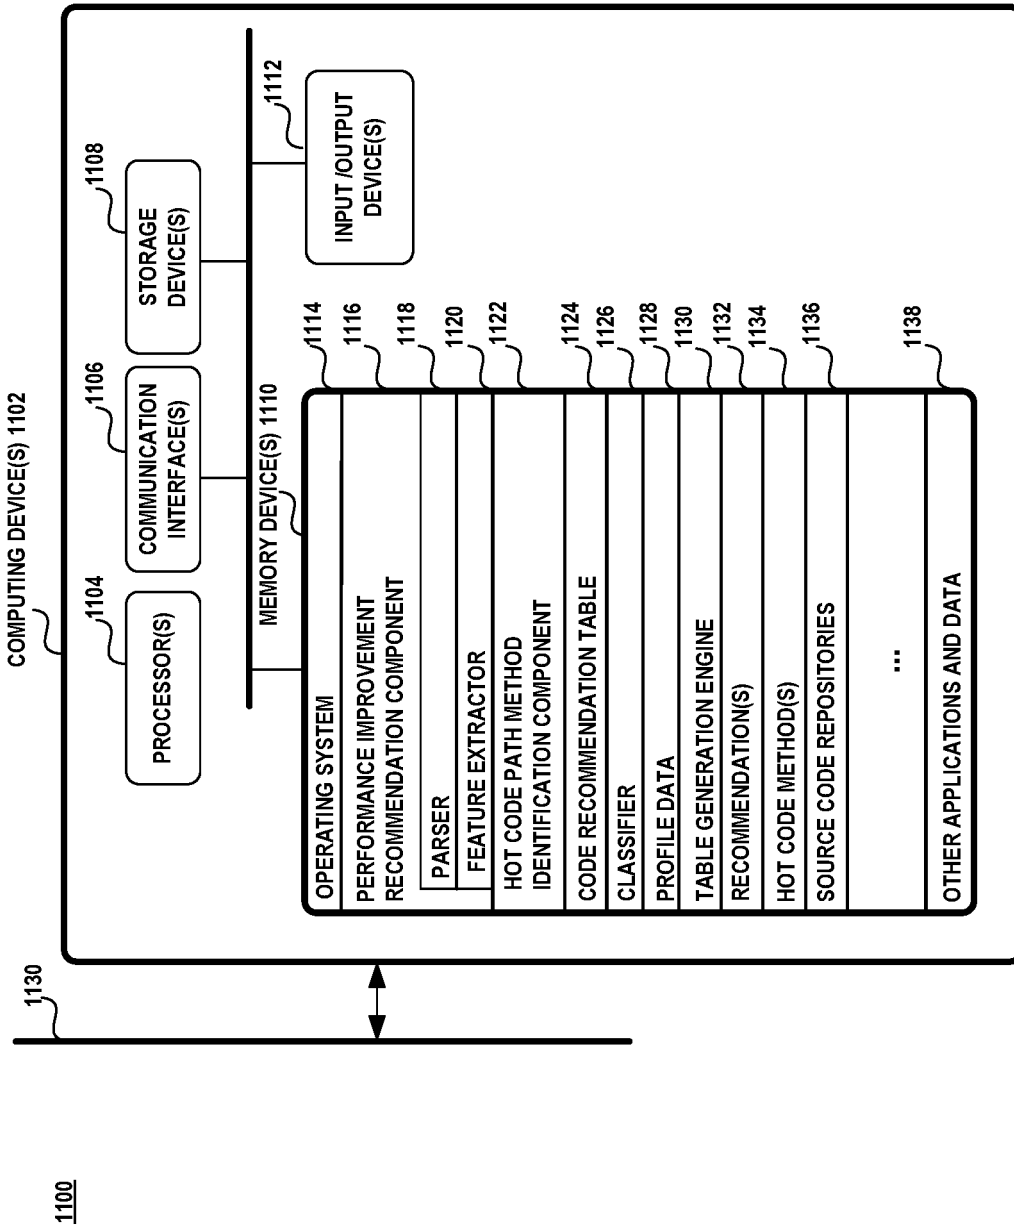 1100
1130
COMPUTING DEVICE(S) 1102
1104
PROCESSOR(S)
1106
COMMUNICATION
INTERFACE(S)
1108
STORAGE
DEVICE(S)
MEMORY DEVICE(S) 1110
1112
INPUT /OUTPUT
DEVICE(S)
OPERATING SYSTEM
1114
PERFORMANCE IMPROVEMENT
RECOMMENDATION COMPONENT
1116
PARSER
1118
FEATURE EXTRACTOR
1120
HOT CODE PATH METHOD
IDENTIFICATION COMPONENT
1122
CODE RECOMMENDATION TABLE
1124
CLASSIFIER
1126
PROFILE DATA
1128
TABLE GENERATION ENGINE
1130
RECOMMENDATION(S)
1132
HOT CODE METHOD(S)
1134
SOURCE CODE REPOSITORIES
1136
...
OTHER APPLICATIONS AND DATA
1138